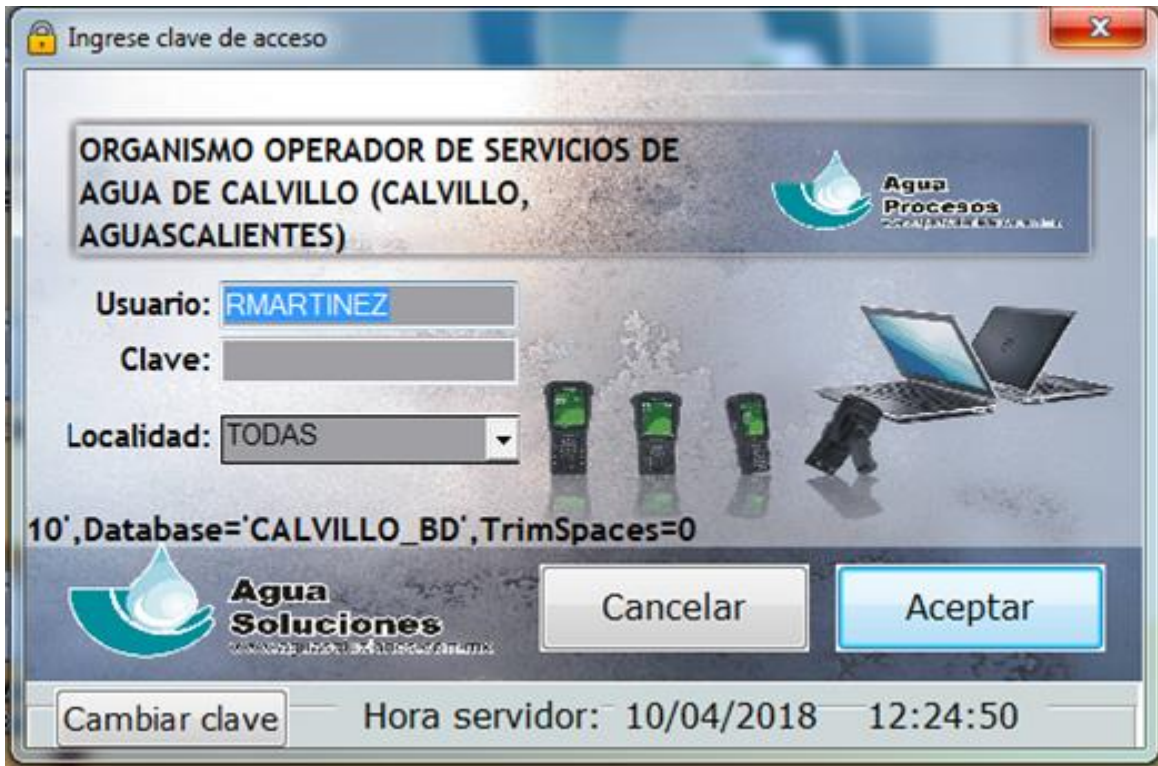 Ingrese clave de acceso
ORGANISMO OPERADOR DE SERVICIOS DE
AGUA DE CALVILLO (CALVILLO,
AGUASCALIENTES)
Agua
Procesos
Usuario: RMARTINEZ
Clave:
Localidad: TODAS
10',Database='CALVILLO_BD',TrimSpaces=0
Agua
Soluciones
Cancelar
Aceptar
Cambiar clave
Hora servidor: 10/04/2018 12:24:50